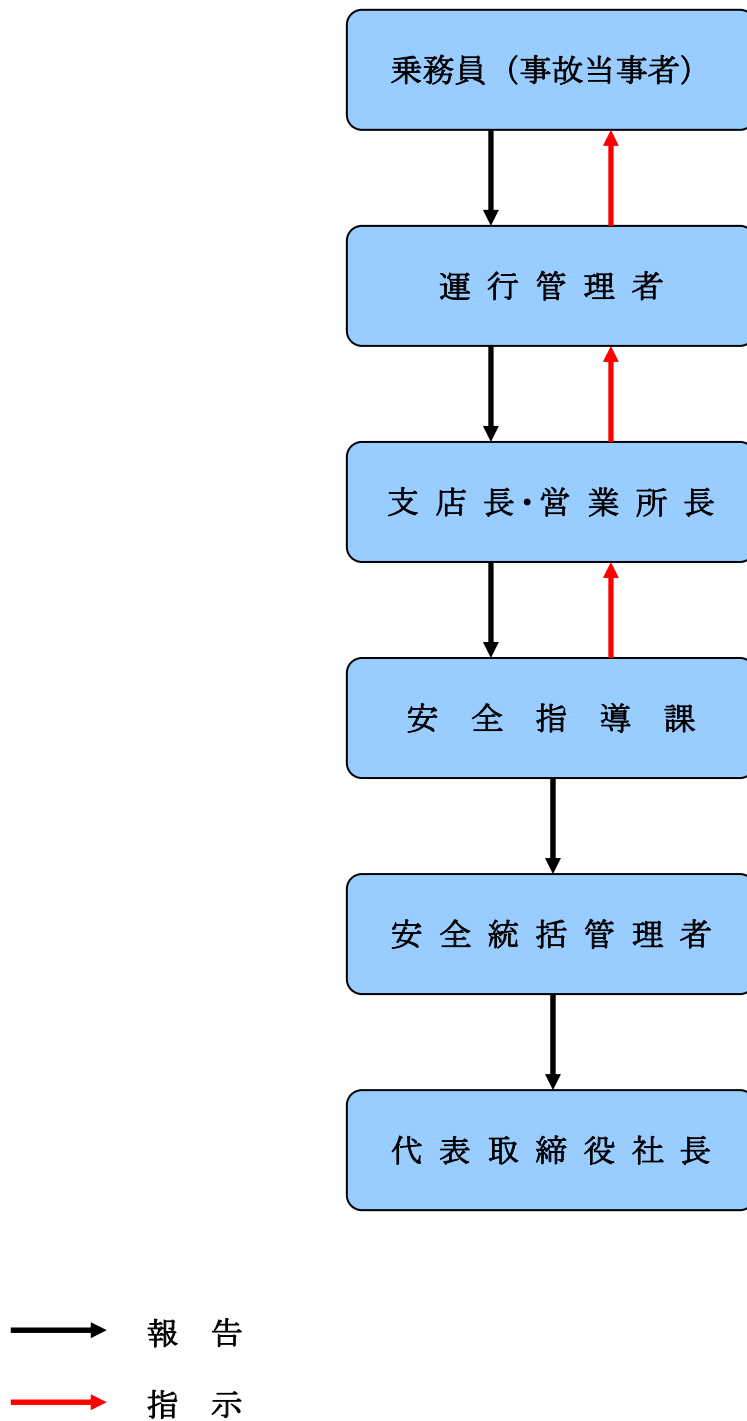 乗務員（事故当事者）
運行管理者
支店長・営業所長
安全指導課
安全統括管理者
代表取締役社長
報告
指示